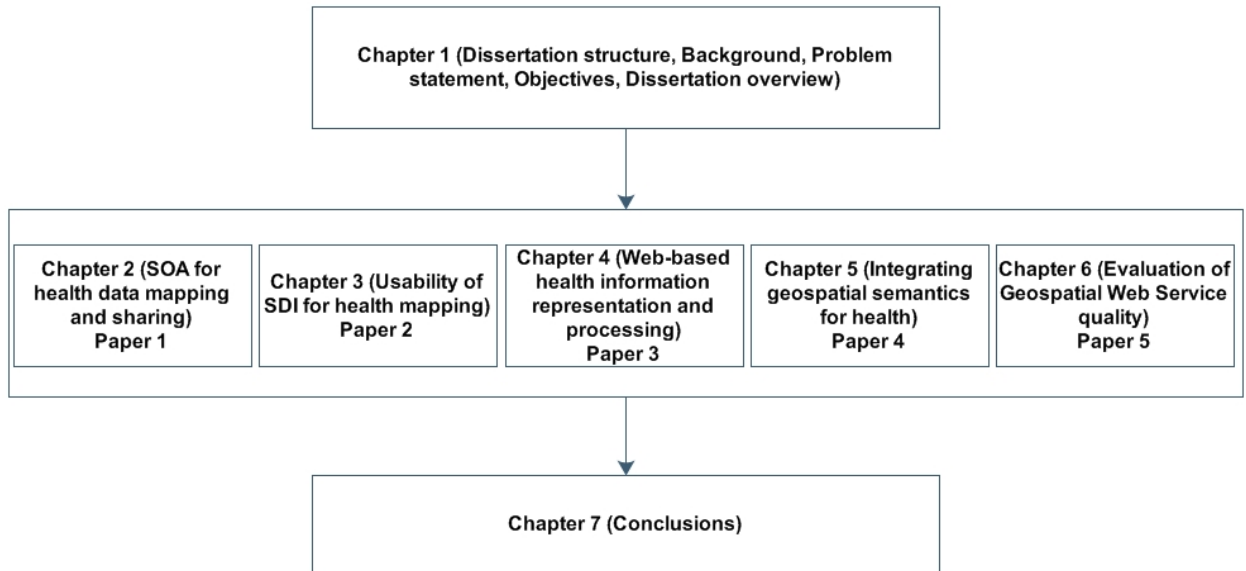 Chapter 1 (Dissertation structure, Background, Problem
statement, Objectives, Dissertation overview)
Chapter 2 (SOA for
health data mapping
and sharing)
Paper 1
Chapter 3 (Usability of
SDI for health mapping)
Paper 2
Chapter 4 (Web-based
health information
representation and
processing)
Paper 3
Chapter 5 (Integrating
geospatial semantics
for health)
Paper 4
Chapter 6 (Evaluation of
Geospatial Web Service
quality)
Paper 5
Chapter 7 (Conclusions)